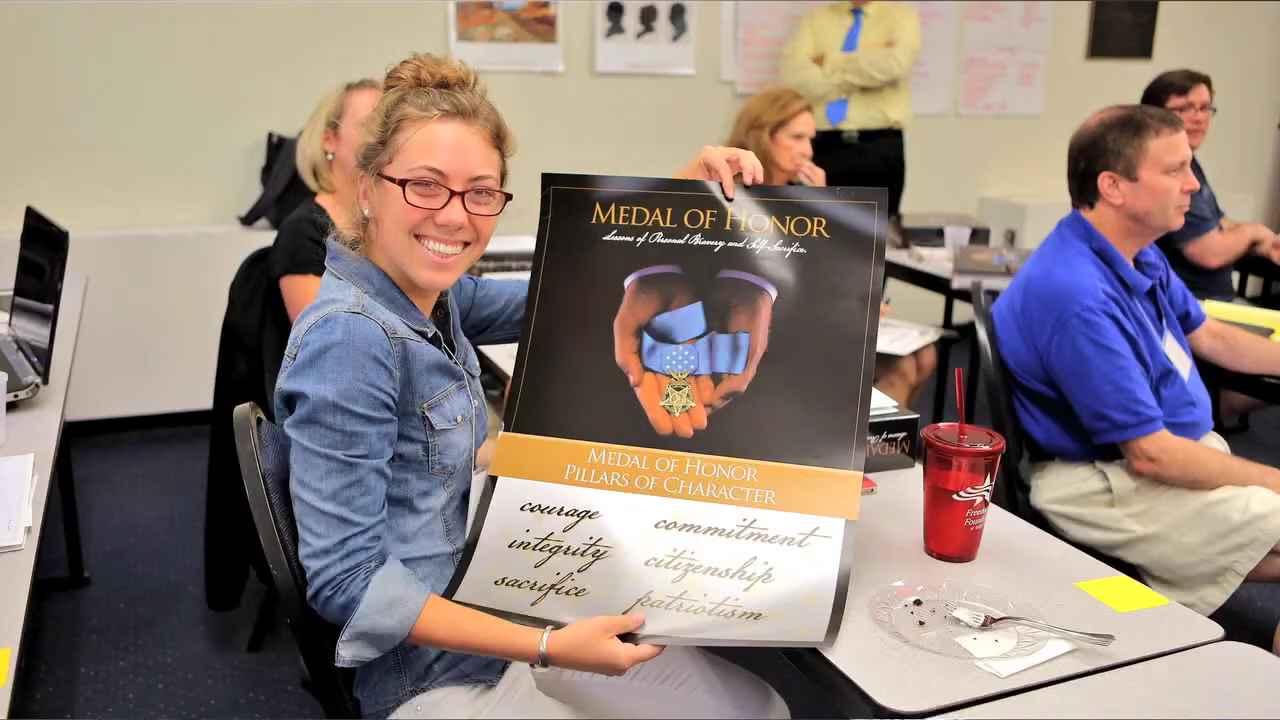 MEDAL OF HONOR
Lessons of Personal Bravery and Self-Sacrifice.
MEDAL OF HONOR
PILLARS OF CHARACTER
courage commitment
integrity citizenship
sacrifice patriotism
MEDAL